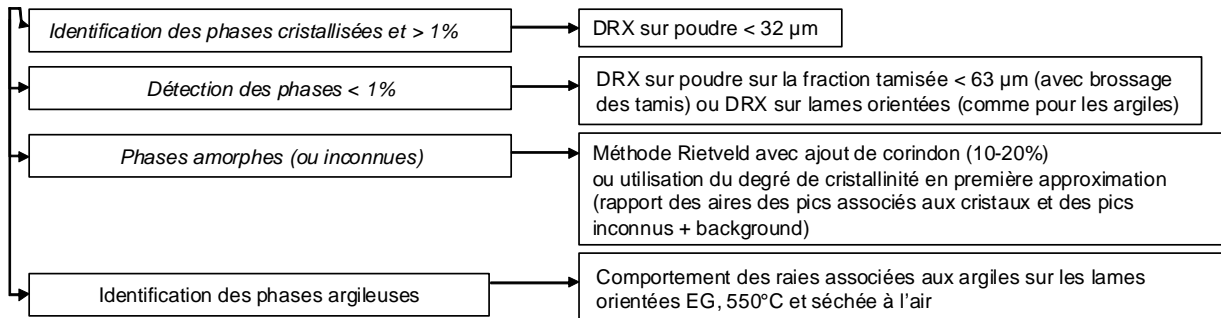 Identification des phases cristallisées et > 1%
DRX sur poudre < 32 µm
Détection des phases < 1%
DRX sur poudre sur la fraction tamisée < 63 µm (avec brossage
des tamis) ou DRX sur lames orientées (comme pour les argiles)
Phases amorphes (ou inconnues)
Méthode Rietveld avec ajout de corindon (10-20%)
ou utilisation du degré de cristallinité en première approximation
(rapport des aires des pics associés aux cristaux et des pics
inconnus + background)
Identification des phases argileuses
Comportement des raies associées aux argiles sur les lames
orientées EG, 550°C et séchée à l'air